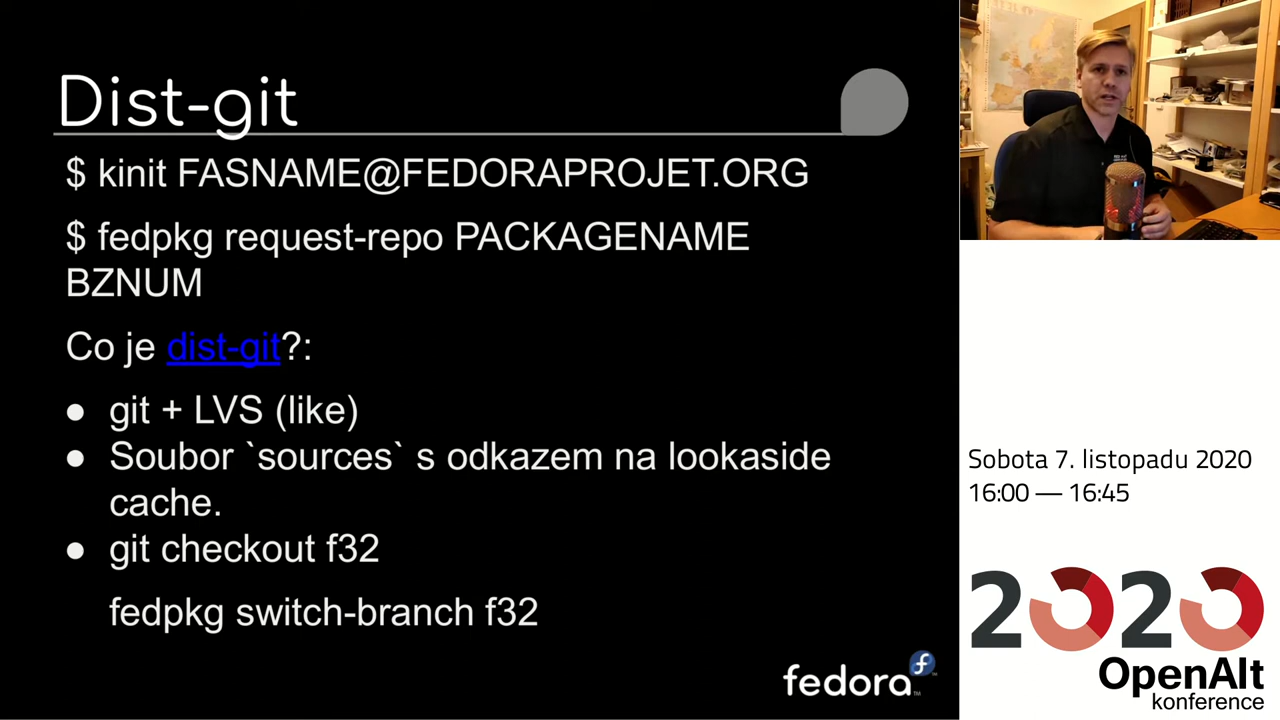 Dist-git
$ kinit FASNAME@FEDORAPROJET.ORG
$ fedpkg request-repo PACKAGENAME
BZNUM
Co je dist-git?:
● git + LVS (like)
● Soubor `sources` s odkazem na lookaside
cache.
● git checkout f32
fedpkg switch-branch f32
fedora
Sobota 7. listopadu 2020
16:00 — 16:45
2020
OpenAlt
konference